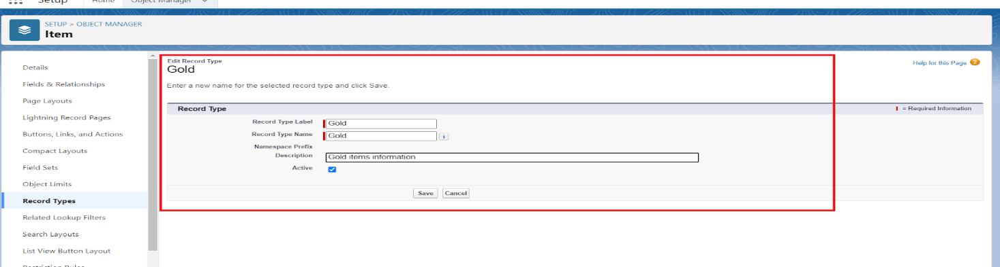 Setup Home Object Manager
SETUP > OBJECT MANAGER
Item
Details
Fields & Relationships
Page Layouts
Lightning Record Pages
Buttons, Links, and Actions
Compact Layouts
Field Sets
Object Limits
Record Types
Related Lookup Filters
Search Layouts
List View Button Layout
Restriction Rules
Edit Record Type
Gold
Help for this Page ?
Enter a new name for the selected record type and click Save.
Record Type
= Required Information
Record Type Label Gold
Record Type Name Gold i
Namespace Prefix
Description Gold items information
Active
Save Cancel